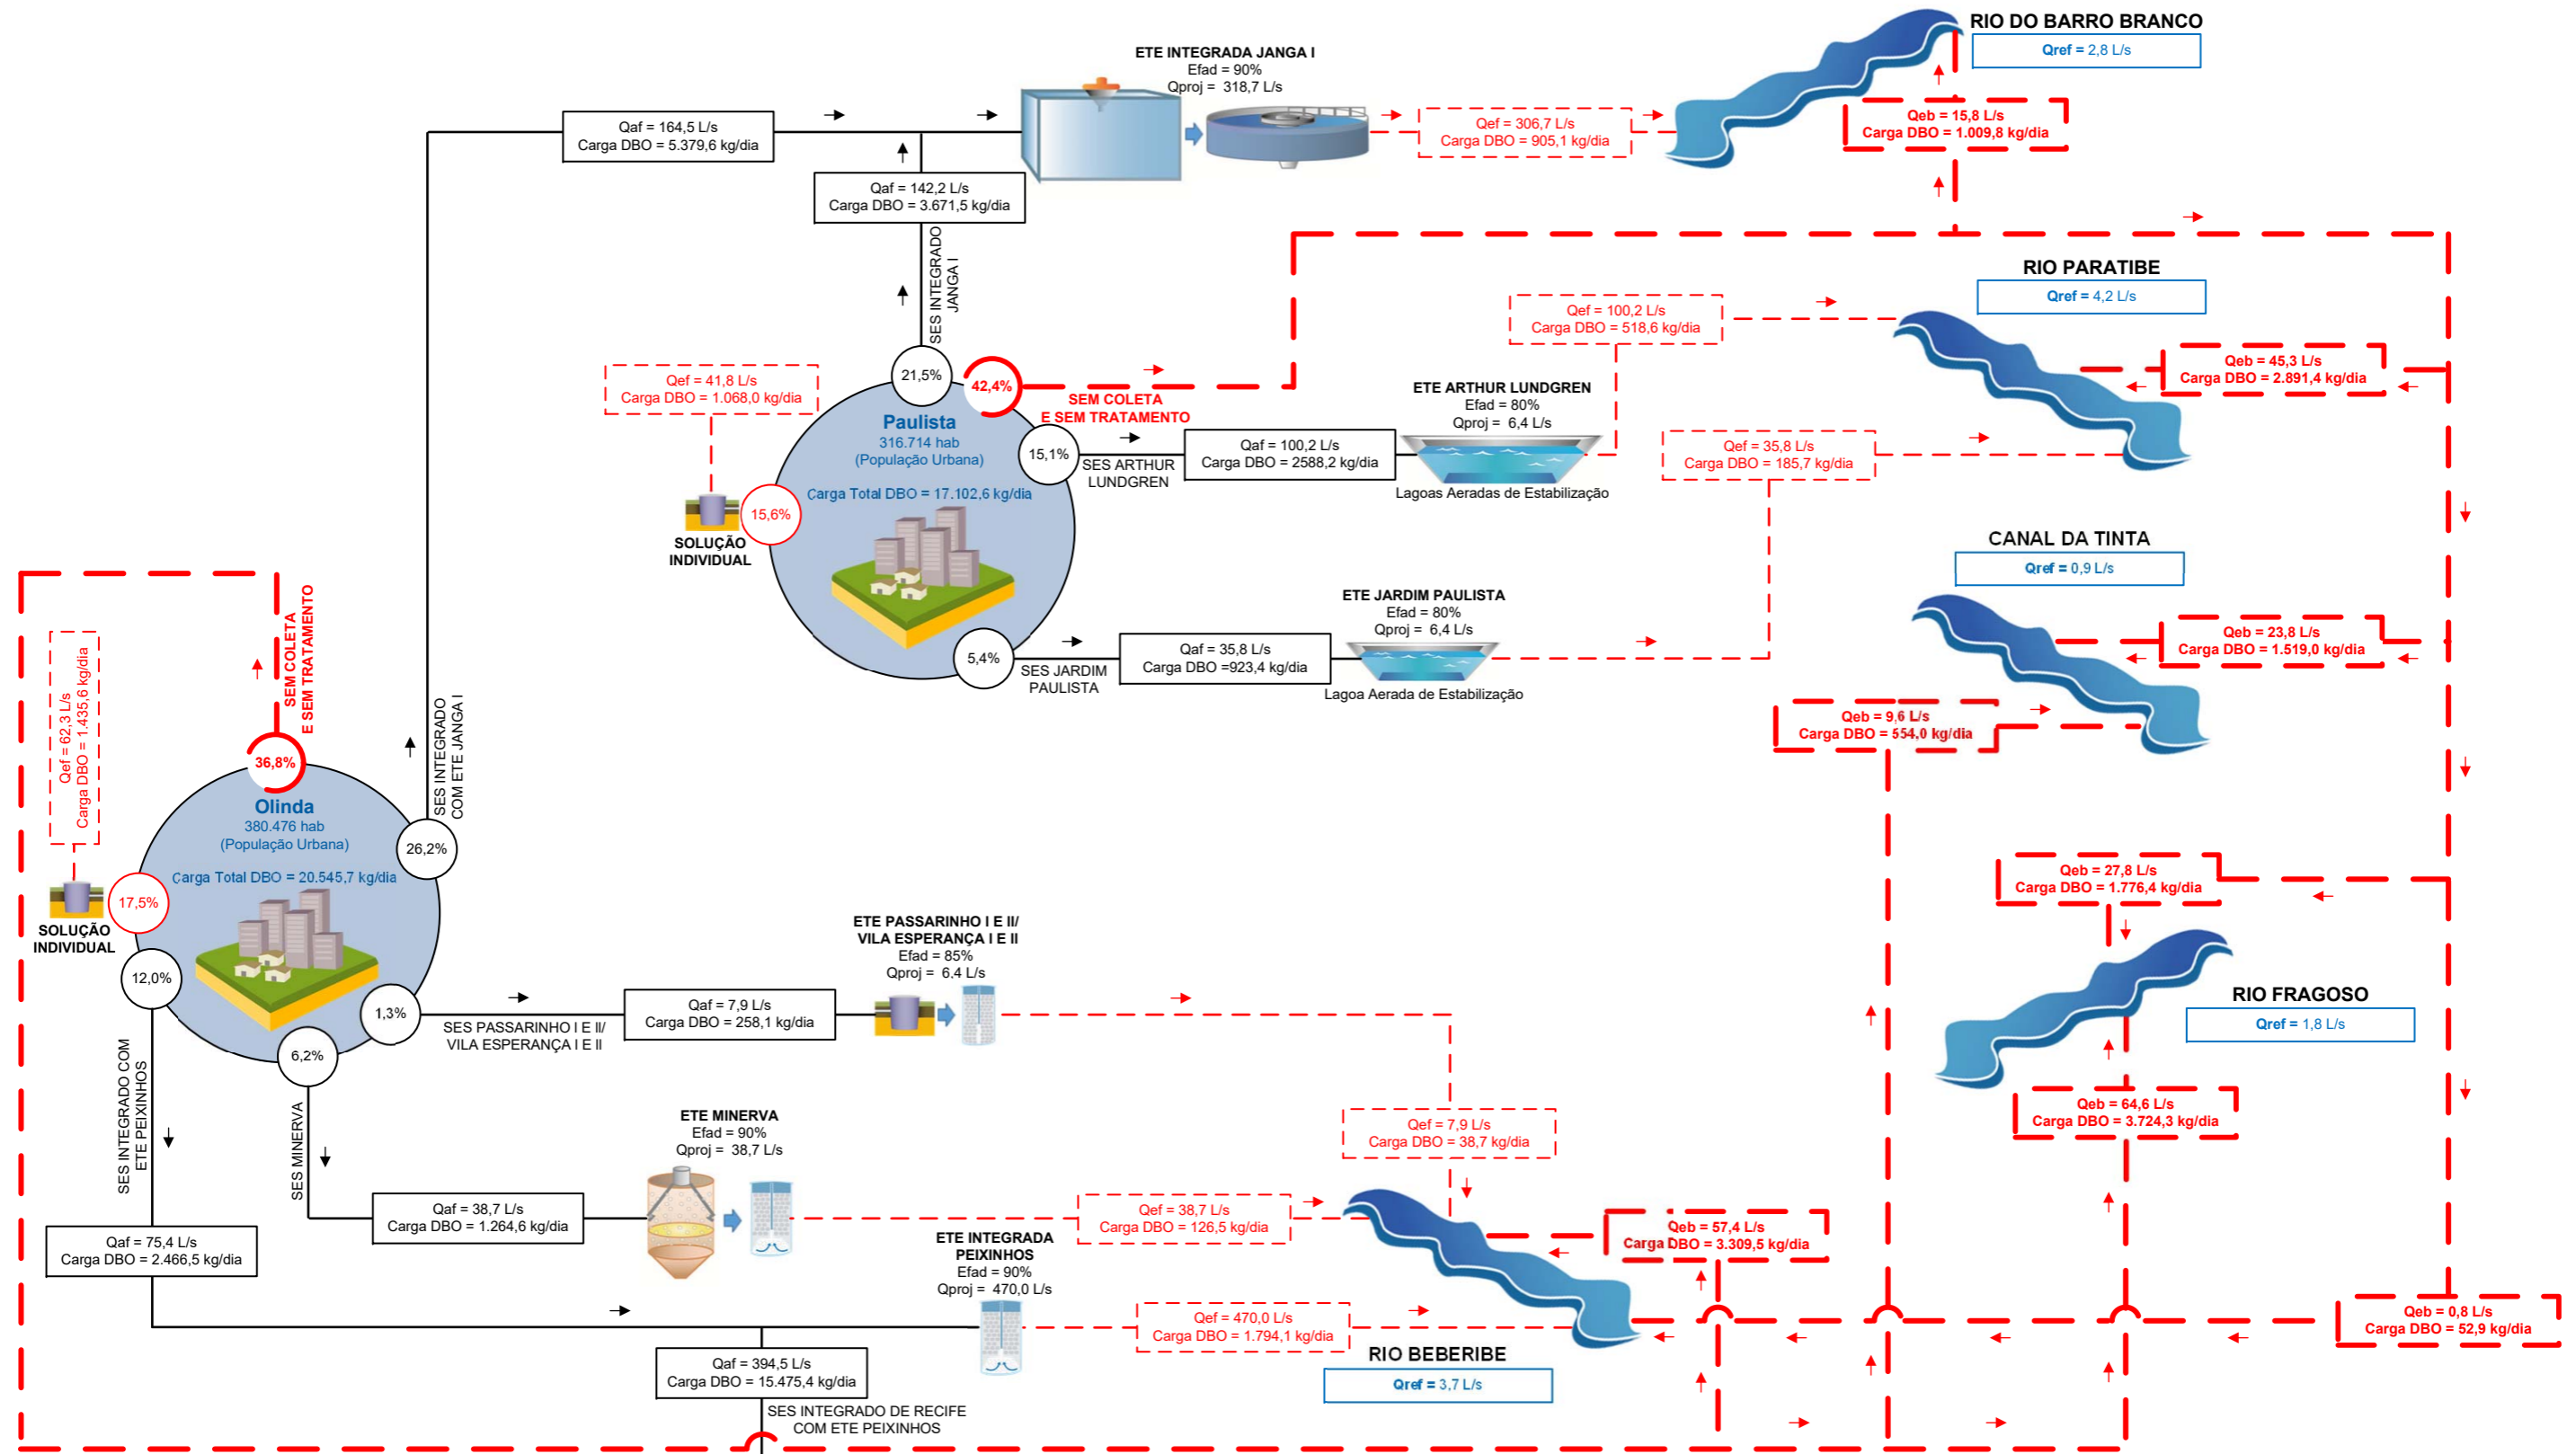 RIO DO BARRO BRANCO
Qref = 2,8 L/s
ETE INTEGRADA JANGA I
Efad = 90%
Qproj = 318,7 L/s
Qaf = 164,5 L/s
Carga DBO = 5.379,6 kg/dia
Qef = 306,7 L/s
Carga DBO = 905,1 kg/dia
Qeb = 15,8 L/s
Carga DBO = 1.009,8 kg/dia
Qaf = 142,2 L/s
Carga DBO = 3.671,5 kg/dia
SES INTEGRADO
JANGA I
RIO PARATIBE
Qref = 4,2 L/s
Qef = 100,2 L/s
Carga DBO = 518,6 kg/dia
Qeb = 45,3 L/s
Carga DBO = 2.891,4 kg/dia
Qef = 41,8 L/s
Carga DBO = 1.068,0 kg/dia
21,5%
42,4%
SEM COLETA
E SEM TRATAMENTO
ETE ARTHUR LUNDGREN
Efad = 80%
Qproj = 6,4 L/s
Paulista
316.714 hab
(População Urbana)
Carga Total DBO = 17.102,6 kg/dia
15,1%
SES ARTHUR
LUNDGREN
Qaf = 100,2 L/s
Carga DBO = 2588,2 kg/dia
Lagoas Aeradas de Estabilização
Qef = 35,8 L/s
Carga DBO = 185,7 kg/dia
15,6%
SOLUÇÃO
INDIVIDUAL
CANAL DA TINTA
Qref = 0,9 L/s
ETE JARDIM PAULISTA
Efad = 80%
Qproj = 6,4 L/s
5,4%
SES JARDIM
PAULISTA
Qaf = 35,8 L/s
Carga DBO =923,4 kg/dia
Lagoa Aerada de Estabilização
Qeb = 23,8 L/s
Carga DBO = 1.519,0 kg/dia
Qeb = 9,6 L/s
Carga DBO = 554,0 kg/dia
SEM COLETA
E SEM TRATAMENTO
Qef = 62,3 L/s
Carga DBO = 1.435,6 kg/dia
36,8%
SES INTEGRADO
COM ETE JANGA I
Olinda
380.476 hab
(População Urbana)
Carga Total DBO = 20.545,7 kg/dia
26,2%
17,5%
SOLUÇÃO
INDIVIDUAL
12,0%
1,3%
6,2%
Qeb = 27,8 L/s
Carga DBO = 1.776,4 kg/dia
ETE PASSARINHO I E II/
VILA ESPERANÇA I E II
Efad = 85%
Qproj = 6,4 L/s
SES PASSARINHO I E II/
VILA ESPERANÇA I E II
Qaf = 7,9 L/s
Carga DBO = 258,1 kg/dia
RIO FRAGOSO
Qref = 1,8 L/s
SES INTEGRADO COM
ETE PEIXINHOS
SES MINERVA
ETE MINERVA
Efad = 90%
Qproj = 38,7 L/s
Qef = 7,9 L/s
Carga DBO = 38,7 kg/dia
Qeb = 64,6 L/s
Carga DBO = 3.724,3 kg/dia
Qaf = 38,7 L/s
Carga DBO = 1.264,6 kg/dia
Qef = 38,7 L/s
Carga DBO = 126,5 kg/dia
Qeb = 57,4 L/s
Carga DBO = 3.309,5 kg/dia
Qaf = 75,4 L/s
Carga DBO = 2.466,5 kg/dia
ETE INTEGRADA
PEIXINHOS
Efad = 90%
Qproj = 470,0 L/s
Qef = 470,0 L/s
Carga DBO = 1.794,1 kg/dia
Qeb = 0,8 L/s
Carga DBO = 52,9 kg/dia
RIO BEBERIBE
Qref = 3,7 L/s
Qaf = 394,5 L/s
Carga DBO = 15.475,4 kg/dia
SES INTEGRADO DE RECIFE
COM ETE PEIXINHOS